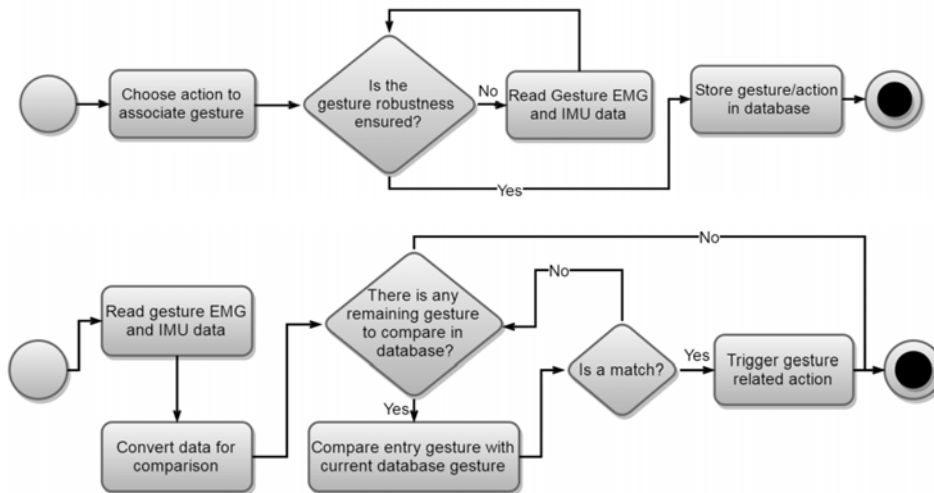 Choose action to
associate gesture
Is the
gesture robustness
ensured?
No
Read Gesture EMG
and IMU data
Yes
Store gesture/action
in database
Read gesture EMG
and IMU data
Convert data for
comparison
There is any
remaining gesture
to compare in
database?
No
Yes
Compare entry gesture with
current database gesture
Is a match?
No
Yes
Trigger gesture
related action